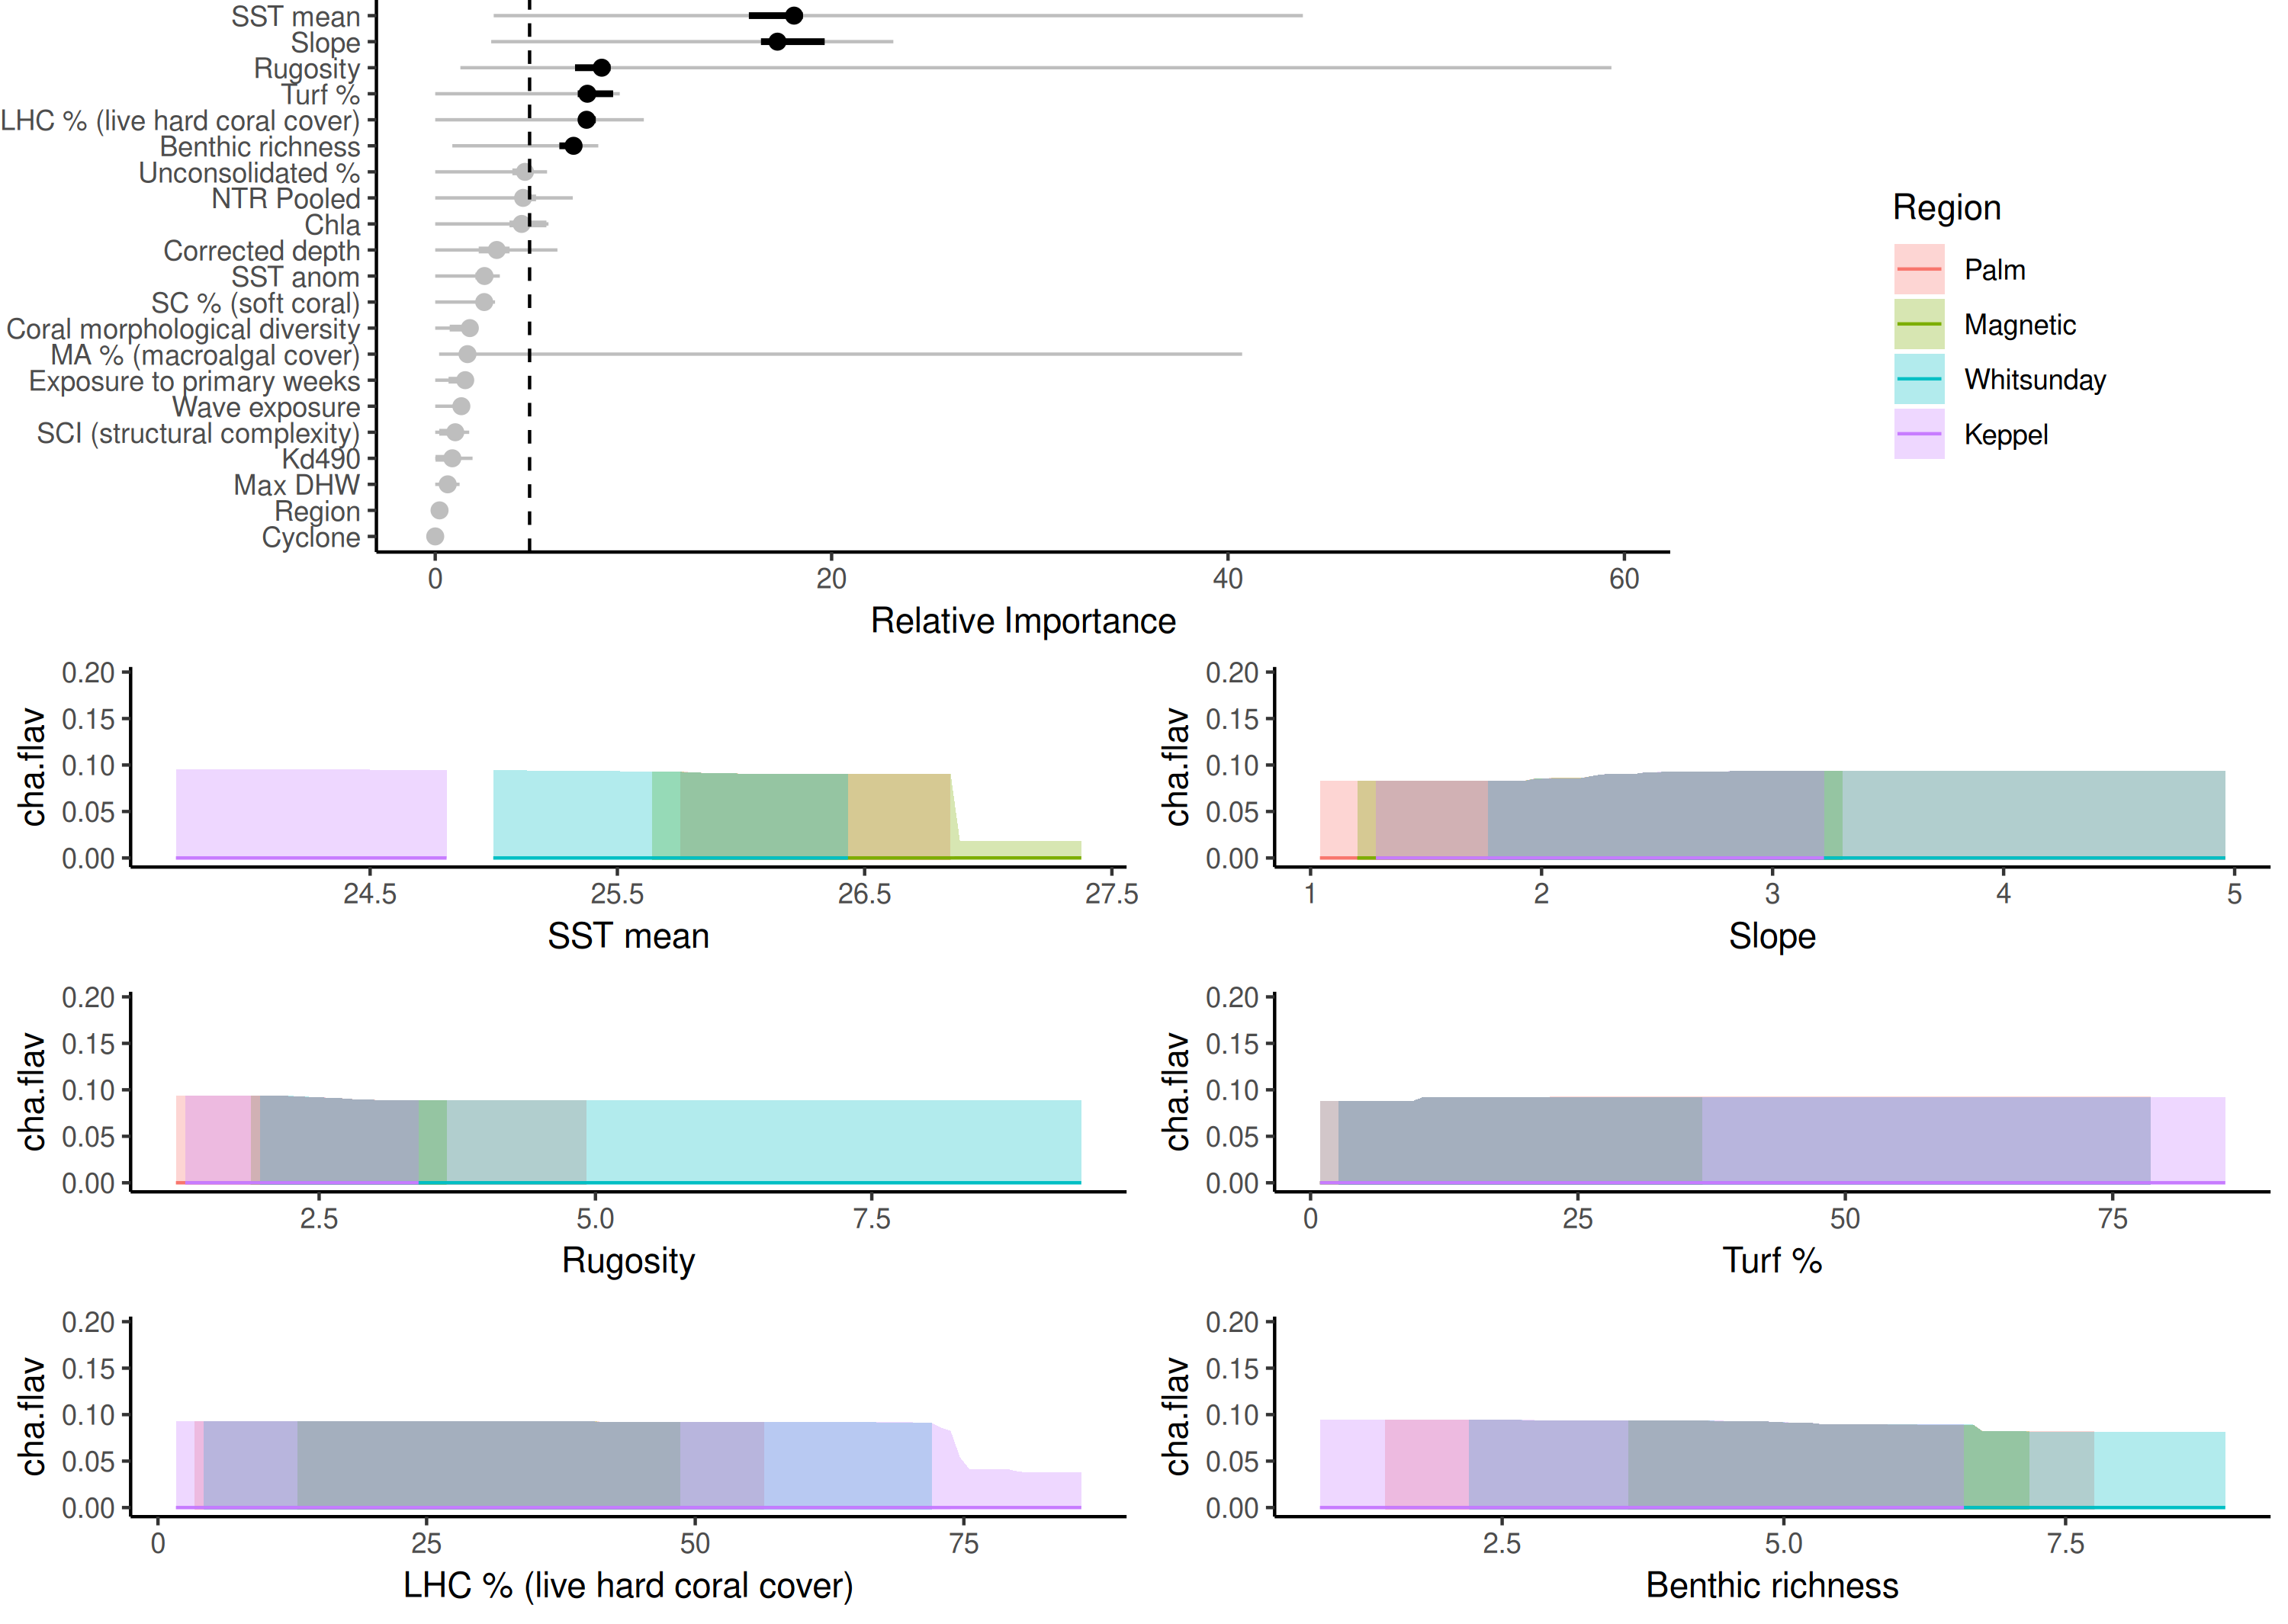 SST mean
Slope
Rugosity
Turf %
LHC % (live hard coral cover)
Benthic richness
Unconsolidated %
NTR Pooled
Chla
Corrected depth
SST anom
SC % (soft coral)
Coral morphological diversity
MA % (macroalgal cover)
Exposure to primary weeks
Wave exposure
SCI (structural complexity)
Kd490
Max DHW
Region
Cyclone
0 20 40 60
Relative Importance
Region
Palm
Magnetic
Whitsunday
Keppel
0.20
0.15
0.10
0.05
0.00
cha.flav
24.5 25.5 26.5 27.5
SST mean
0.20
0.15
0.10
0.05
0.00
cha.flav
1 2 3 4 5
Slope
0.20
0.15
0.10
0.05
0.00
cha.flav
2.5 5.0 7.5
Rugosity
0.20
0.15
0.10
0.05
0.00
cha.flav
0 25 50 75
Turf %
0.20
0.15
0.10
0.05
0.00
cha.flav
0 25 50 75
LHC % (live hard coral cover)
0.20
0.15
0.10
0.05
0.00
cha.flav
2.5 5.0 7.5
Benthic richness